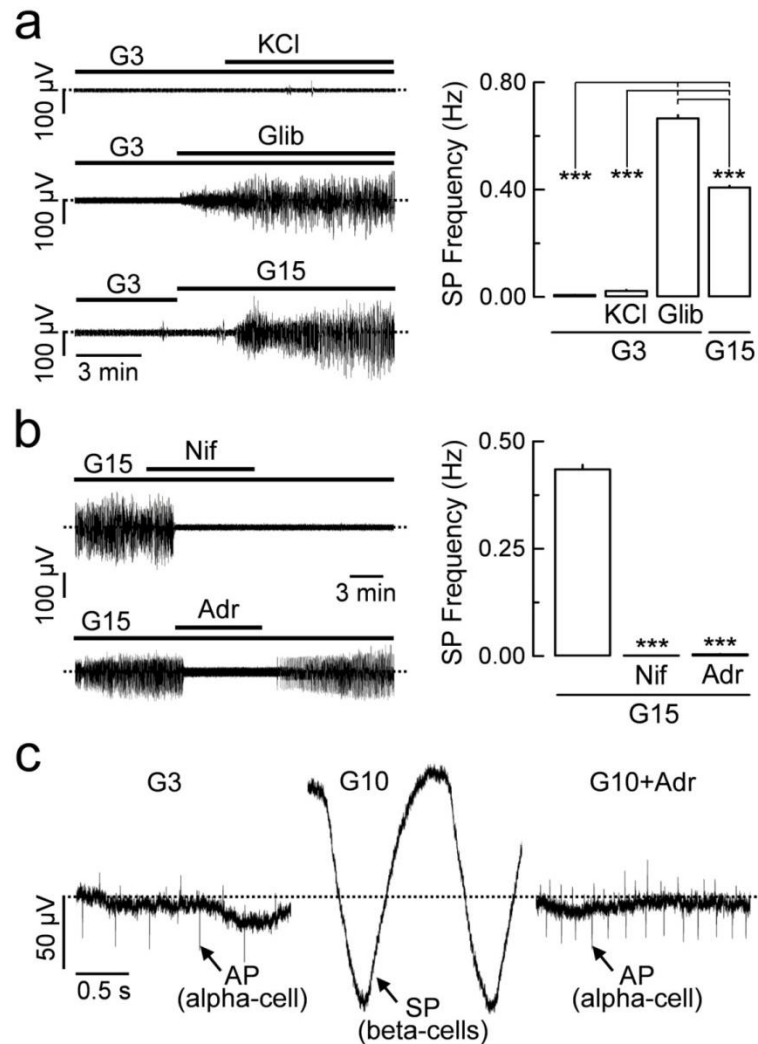 a
G3
KCl
100 µV
G3
Glib
100 µV
G3
G15
100 µV
3 min
SP Frequency (Hz)
0.80
0.40
0.00
*** *** ***
KCl Glib
G3 G15
b
G15
Nif
100 µV
3 min
G15
Adr
SP Frequency (Hz)
0.50
0.25
0.00
*** ***
Nif Adr
G15
c
G3 G10 G10+Adr
50 µV
0.5 s
AP
(alpha-cell)
SP
(beta-cells)
AP
(alpha-cell)